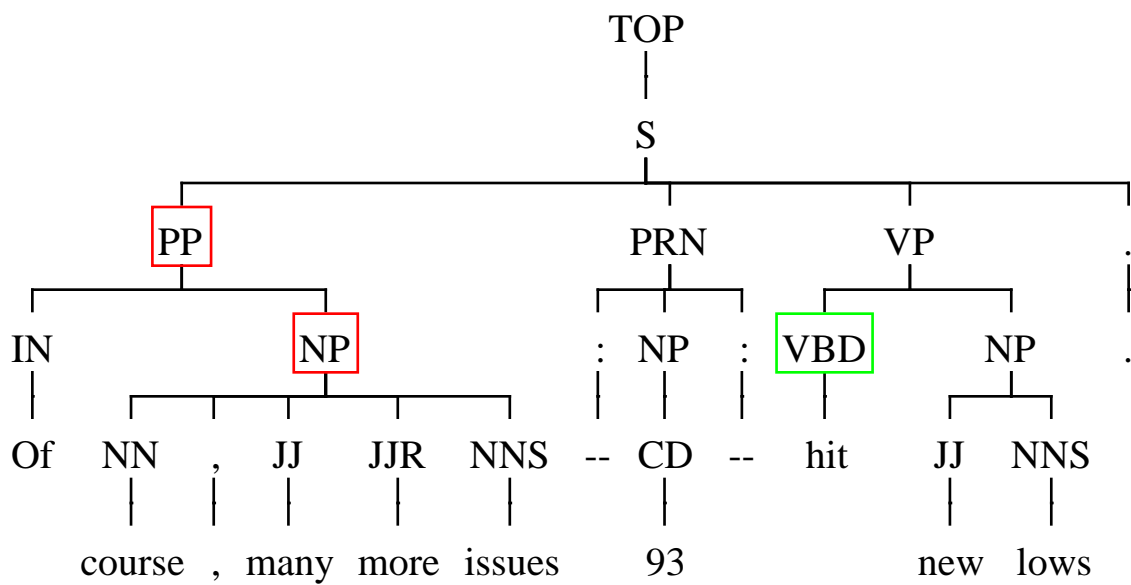 TOP
S
PP PRN VP .
IN NP : NP : VBD NP .
Of NN , JJ JJR NNS -- CD -- hit JJ NNS
course , many more issues 93 new lows